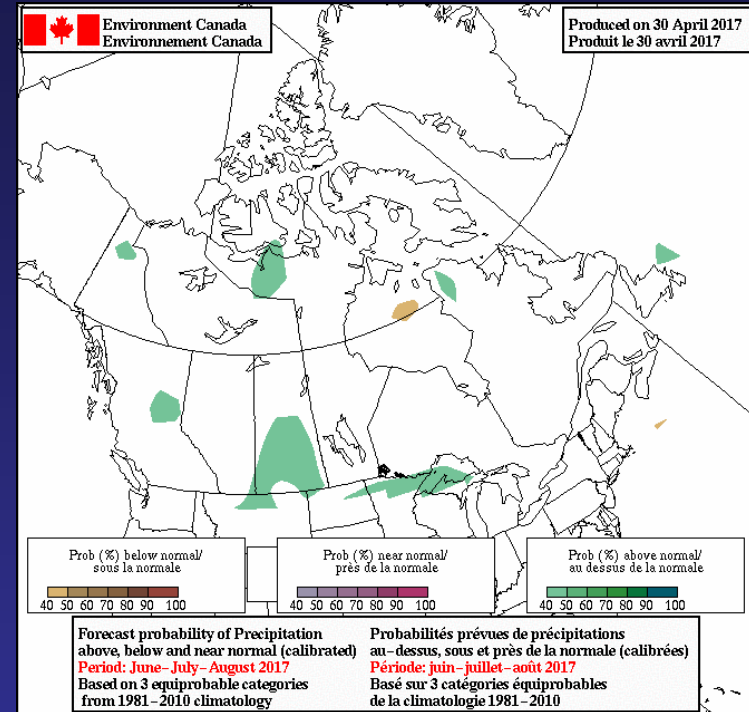 Environment Canada
Environnement Canada
Produced on 30 April 2017
Produit le 30 avril 2017
Prob (%) below normal/
sous la normale
40 50 60 70 80 90 100
Prob (%) near normal/
près de la normale
40 50 60 70 80 90 100
Prob (%) above normal/
au dessus de la normale
40 50 60 70 80 90 100
Forecast probability of Precipitation
above, below and near normal (calibrated)
Period: June-July-August 2017
Based on 3 equiprobable categories
from 1981-2010 climatology
Probabilités prévues de précipitations
au-dessus, sous et près de la normale (calibrées)
Période: juin-juillet-août 2017
Basé sur 3 catégories équiprobables
de la climatologie 1981-2010